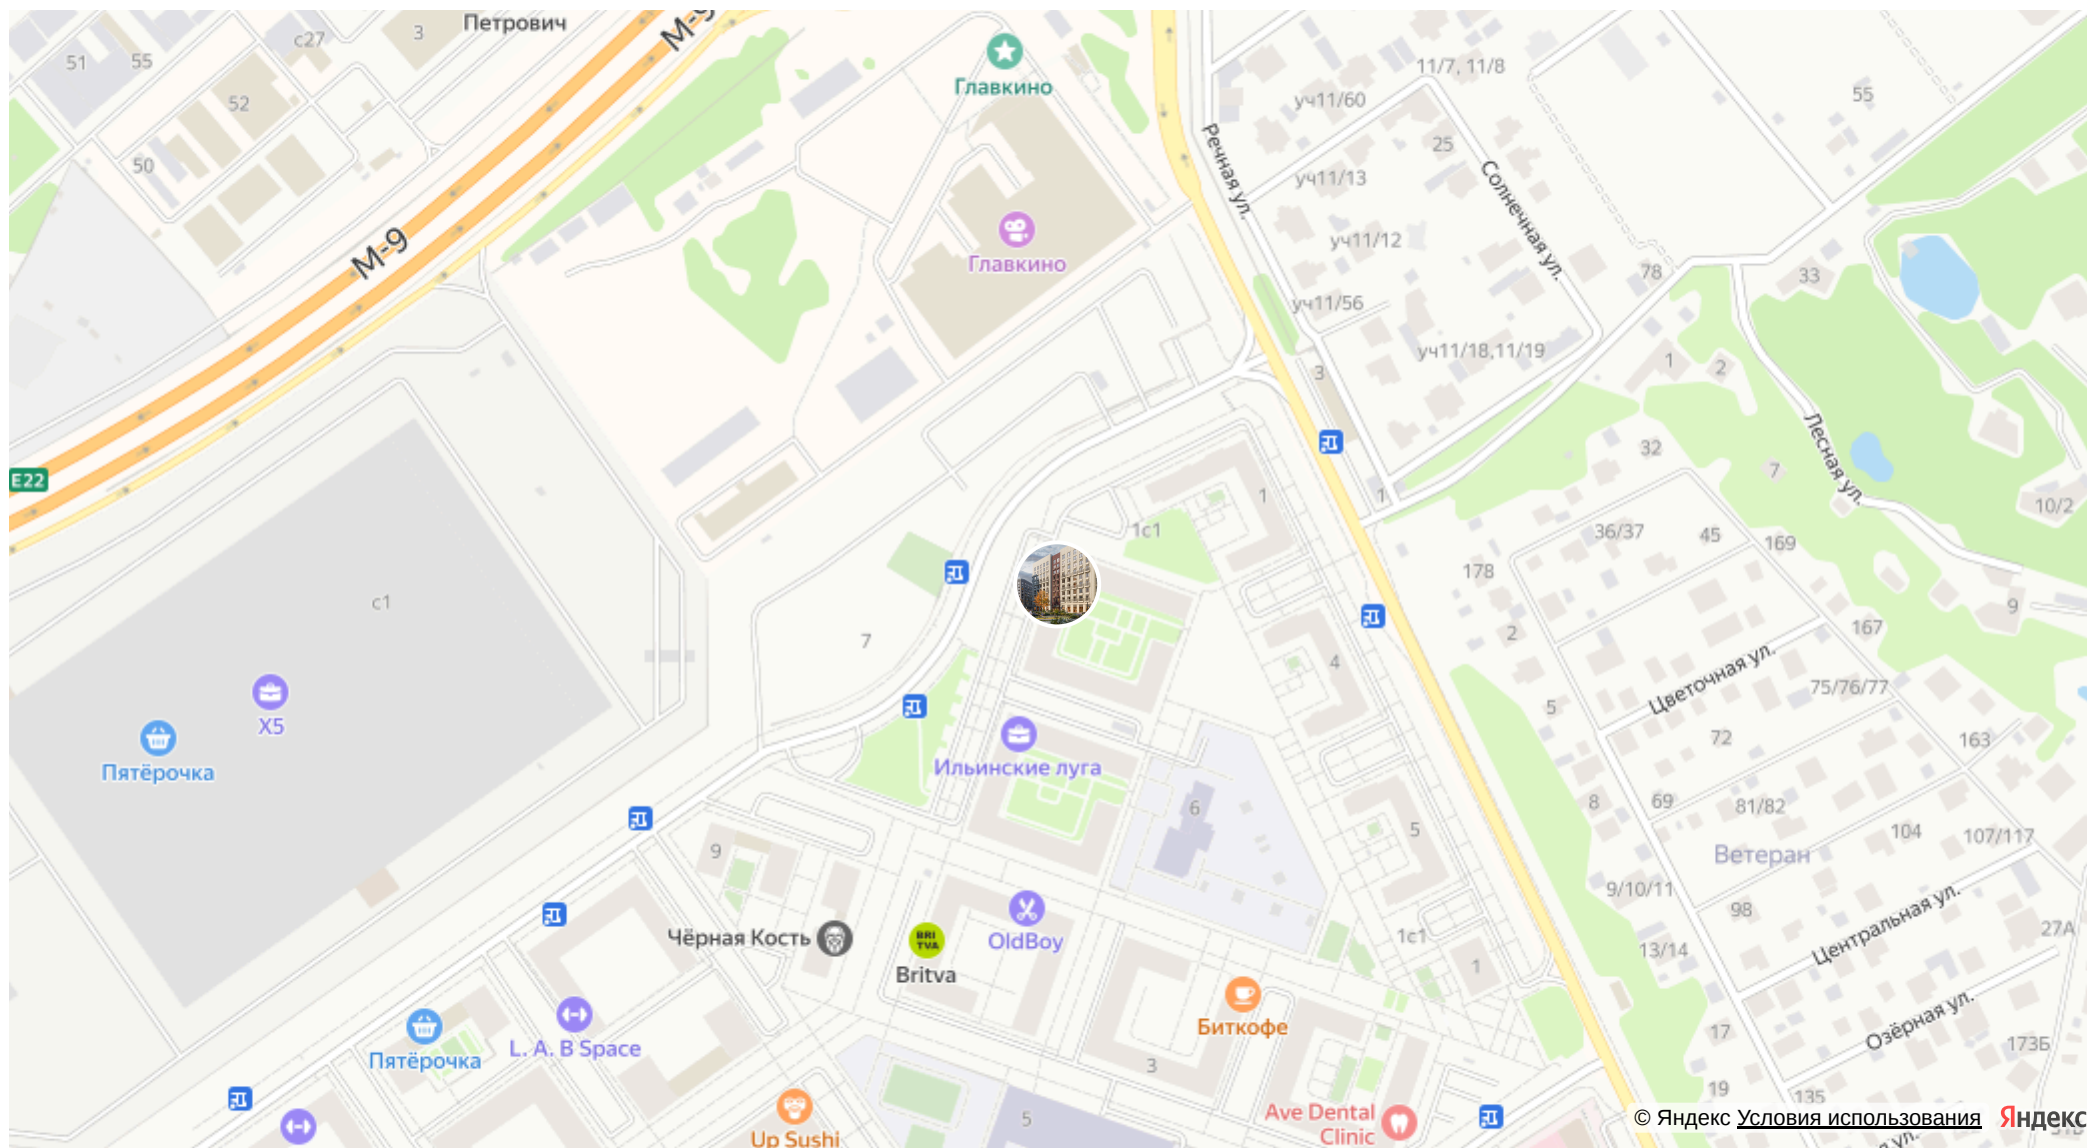 Петрович
М-9
3
с27
51
55
52
50
Главкино
11/7, 11/8
уч11/60
55
25
Речная ул.
Солнечная ул.
уч11/13
М-9
Главкино
уч11/12
78
33
уч11/56
уч11/18,11/19
1
2
3
Лесная ул.
32
7
E22
1
1
10/2
1с1
36/37
45
169
178
с1
9
2
7
167
4
Цветочная ул.
75/76/77
X5
5
72
163
Пятёрочка
Ильинские луга
6
8
69
81/82
5
104
107/117
9
Ветеран
9/10/11
98
Центральная ул.
27А
Чёрная Кость
BRI
TVA
OldBoy
1с1
13/14
Britva
1
Биткофе
Озёрная ул.
17
173Б
L. A. B Space
Пятёрочка
3
19
135
5
Ave Dental
Clinic
Up Sushi
© Яндекс Условия использования Яндекс